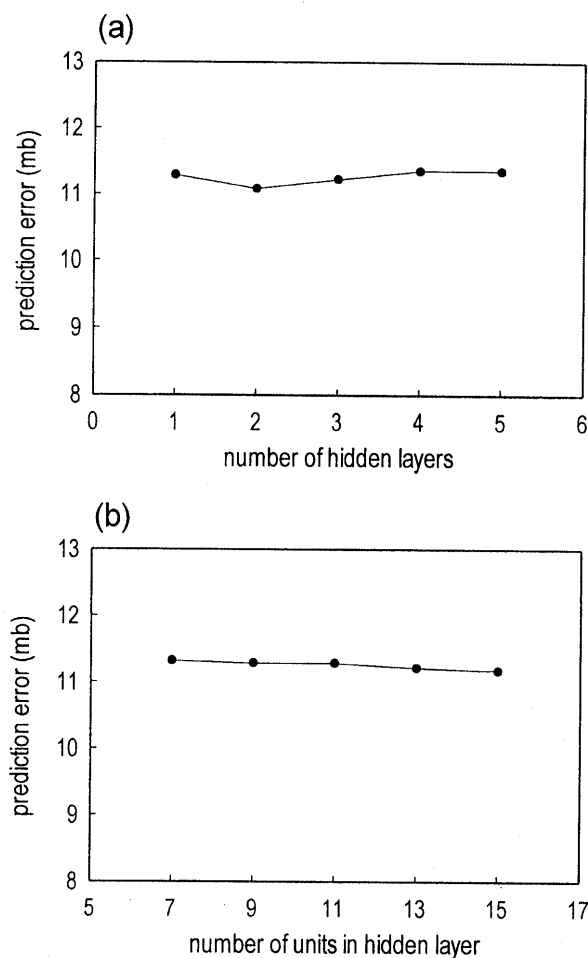 (a)
13
12
11
10
9
8
prediction error (mb)
0 1 2 3 4 5 6
number of hidden layers
(b)
13
12
11
10
9
8
prediction error (mb)
5 7 9 11 13 15 17
number of units in hidden layer